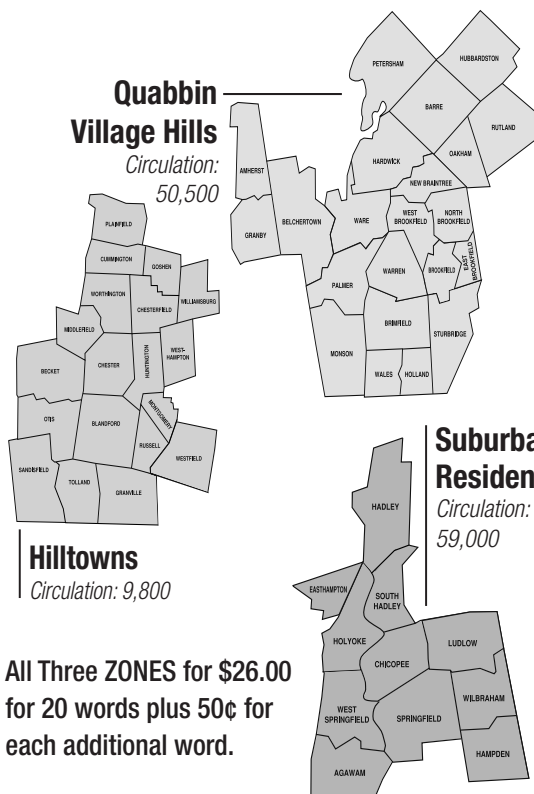 Quabbin
Village Hills
Circulation:
50,500
PETERSHAM
HUBBARDSTON
BARRE
RUTLAND
HARDWICK
OAKHAM
NEW BRAINTREE
AMHERST
GRANBY
BELCHERTOWN
WARE
WEST
BROOKFIELD
NORTH
BROOKFIELD
PALMER
WARREN
BROOKFIELD
EAST
BROOKFIELD
BRIMFIELD
STURBRIDGE
MONSON
WALES
HOLLAND
PLAINFIELD
CUMMINGTON
GOSHEN
WORTHINGTON
CHESTERFIELD
WILLIAMSBURG
MIDDLEFIELD
BECKET
CHESTER
HUNTINGTON
WEST-
HAMPTON
OTIS
BLANDFORD
MONTGOMERY
RUSSELL
WESTFIELD
SANDISFIELD
TOLLAND
GRANVILLE
Hilltowns
Circulation: 9,800
Suburba
Residen
Circulation:
59,000
HADLEY
EASTHAMPTON
SOUTH
HADLEY
HOLYOKE
CHICOPEE
LUDLOW
WEST
SPRINGFIELD
SPRINGFIELD
WILBRAHAM
AGAWAM
HAMPDEN
All Three ZONES for $26.00
for 20 words plus 50¢ for
each additional word.